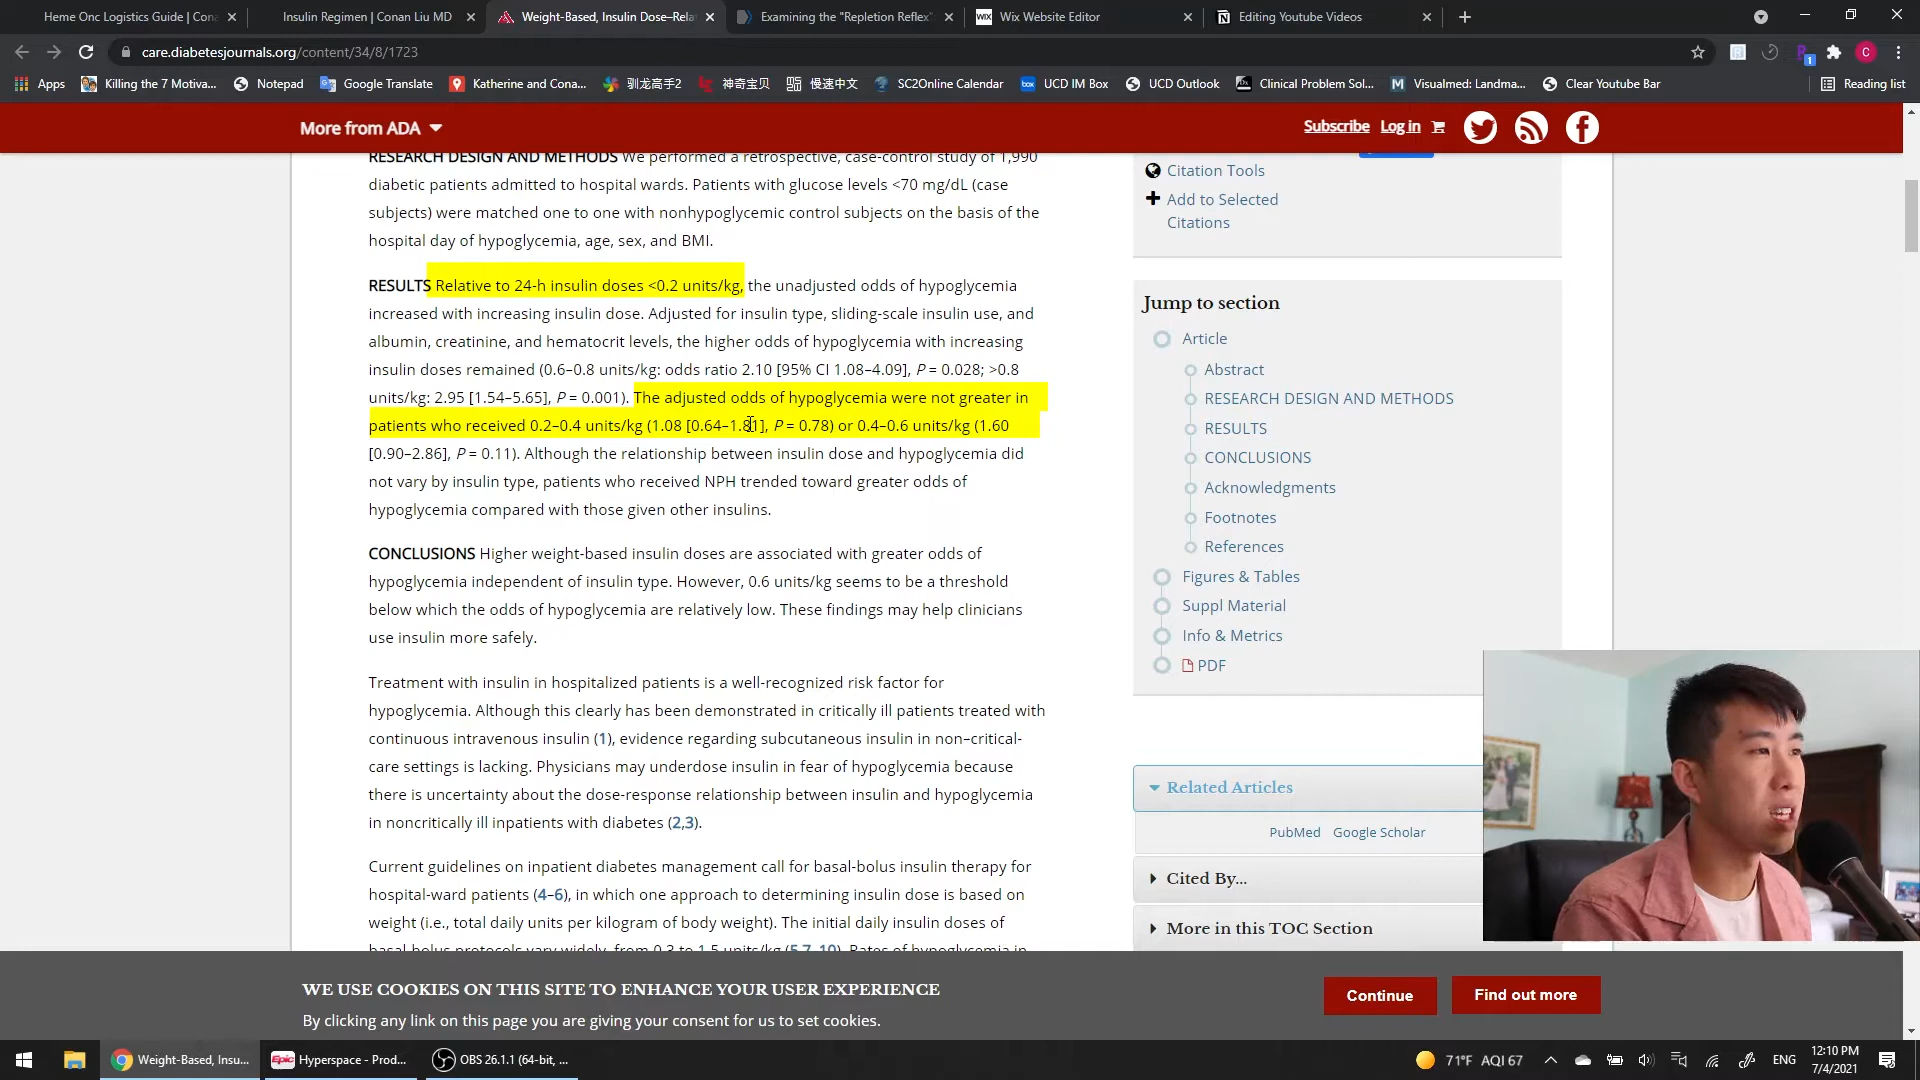 Heme Onc Logistics Guide | Cona
Insulin Regimen | Conan Liu MD
Weight-Based, Insulin Dose–Rela
Examining the "Repletion Reflex"
WIX
Wix Website Editor
Editing Youtube Videos
care.diabetesjournals.org/content/34/8/1723
C
1
Apps
Killing the 7 Motiva...
Notepad
Google Translate
Katherine and Cona...
驯龙高手2
神奇宝贝
慢速中文
SC2Online Calendar
box
UCD IM Box
UCD Outlook
Clinical Problem Sol...
M
Visualmed: Landma...
Clear Youtube Bar
Reading list
More from ADA
Subscribe
Log in
RESEARCH DESIGN AND METHODS We performed a retrospective, case-control study of 1,990
diabetic patients admitted to hospital wards. Patients with glucose levels <70 mg/dL (case
subjects) were matched one to one with nonhypoglycemic control subjects on the basis of the
hospital day of hypoglycemia, age, sex, and BMI.
RESULTS Relative to 24-h insulin doses <0.2 units/kg, the unadjusted odds of hypoglycemia
increased with increasing insulin dose. Adjusted for insulin type, sliding-scale insulin use, and
albumin, creatinine, and hematocrit levels, the higher odds of hypoglycemia with increasing
insulin doses remained (0.6–0.8 units/kg: odds ratio 2.10 [95% CI 1.08–4.09], P = 0.028; >0.8
units/kg: 2.95 [1.54–5.65], P = 0.001). The adjusted odds of hypoglycemia were not greater in
patients who received 0.2–0.4 units/kg (1.08 [0.64–1.81], P = 0.78) or 0.4–0.6 units/kg (1.60
[0.90–2.86], P = 0.11). Although the relationship between insulin dose and hypoglycemia did
not vary by insulin type, patients who received NPH trended toward greater odds of
hypoglycemia compared with those given other insulins.
CONCLUSIONS Higher weight-based insulin doses are associated with greater odds of
hypoglycemia independent of insulin type. However, 0.6 units/kg seems to be a threshold
below which the odds of hypoglycemia are relatively low. These findings may help clinicians
use insulin more safely.
Treatment with insulin in hospitalized patients is a well-recognized risk factor for
hypoglycemia. Although this clearly has been demonstrated in critically ill patients treated with
continuous intravenous insulin (1), evidence regarding subcutaneous insulin in non–critical-
care settings is lacking. Physicians may underdose insulin in fear of hypoglycemia because
there is uncertainty about the dose-response relationship between insulin and hypoglycemia
in noncritically ill inpatients with diabetes (2,3).
Current guidelines on inpatient diabetes management call for basal-bolus insulin therapy for
hospital-ward patients (4–6), in which one approach to determining insulin dose is based on
weight (i.e., total daily units per kilogram of body weight). The initial daily insulin doses of
basal-bolus protocols vary widely, from 0.3 to 1.5 units/kg (5,7–10). Rates of hypoglycemia in
Citation Tools
Add to Selected
Citations
Jump to section
Article
Abstract
RESEARCH DESIGN AND METHODS
RESULTS
CONCLUSIONS
Acknowledgments
Footnotes
References
Figures & Tables
Suppl Material
Info & Metrics
PDF
Related Articles
PubMed Google Scholar
Cited By...
More in this TOC Section
WE USE COOKIES ON THIS SITE TO ENHANCE YOUR USER EXPERIENCE
By clicking any link on this page you are giving your consent for us to set cookies.
Continue
Find out more
Weight-Based, Insu...
Epic
Hyperspace - Prod...
OBS 26.1.1 (64-bit, ...
71°F AQI 67
ENG
12:10 PM
7/4/2021